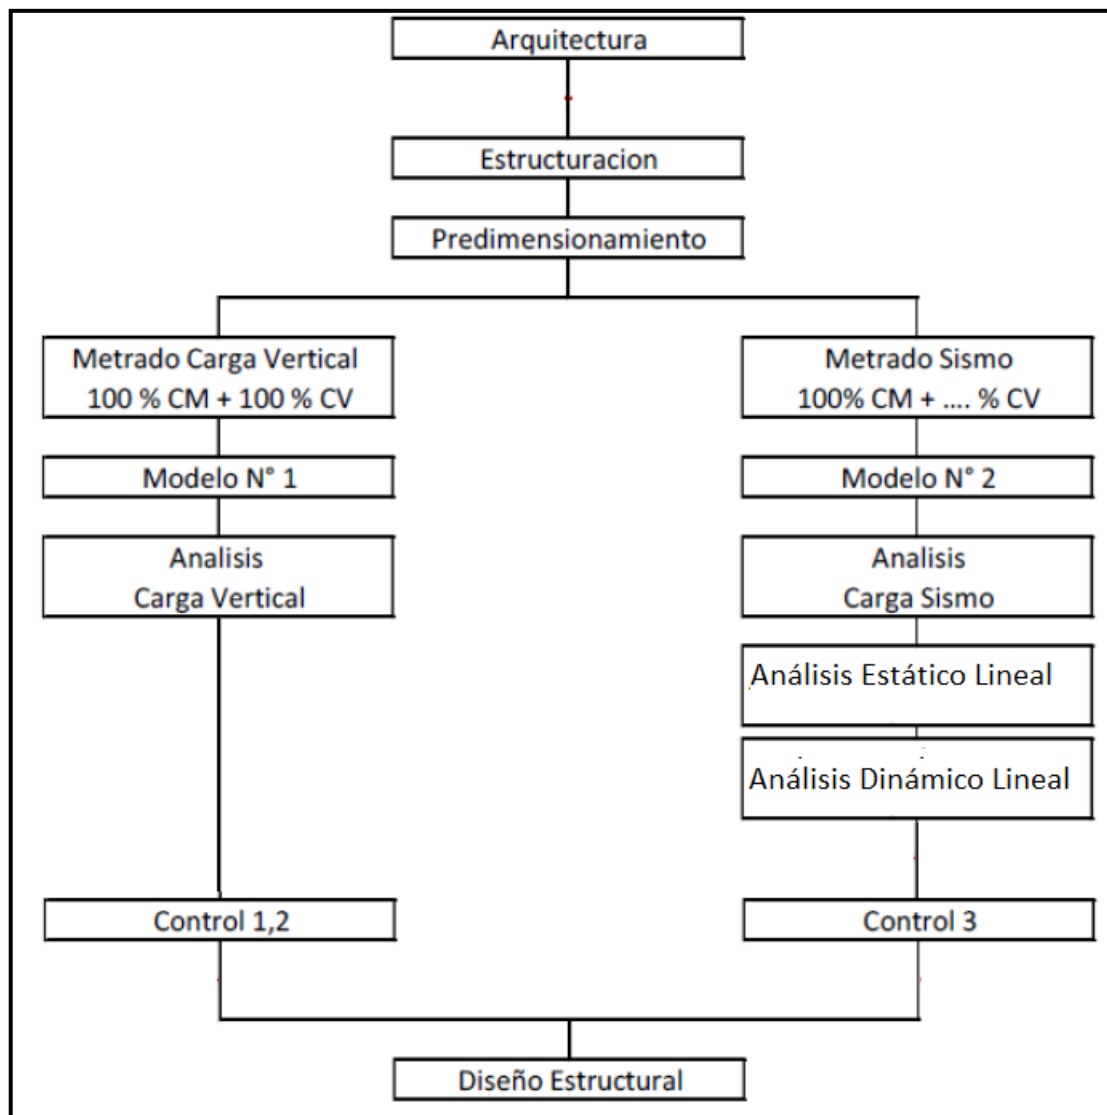 Arquitectura
Estructuracion
Predimensionamiento
Metrado Carga Vertical
100 % CM + 100 % CV
Modelo N° 1
Analisis
Carga Vertical
Control 1,2
Metrado Sismo
100% CM + .... % CV
Modelo N° 2
Analisis
Carga Sismo
Análisis Estático Lineal
Análisis Dinámico Lineal
Control 3
Diseño Estructural